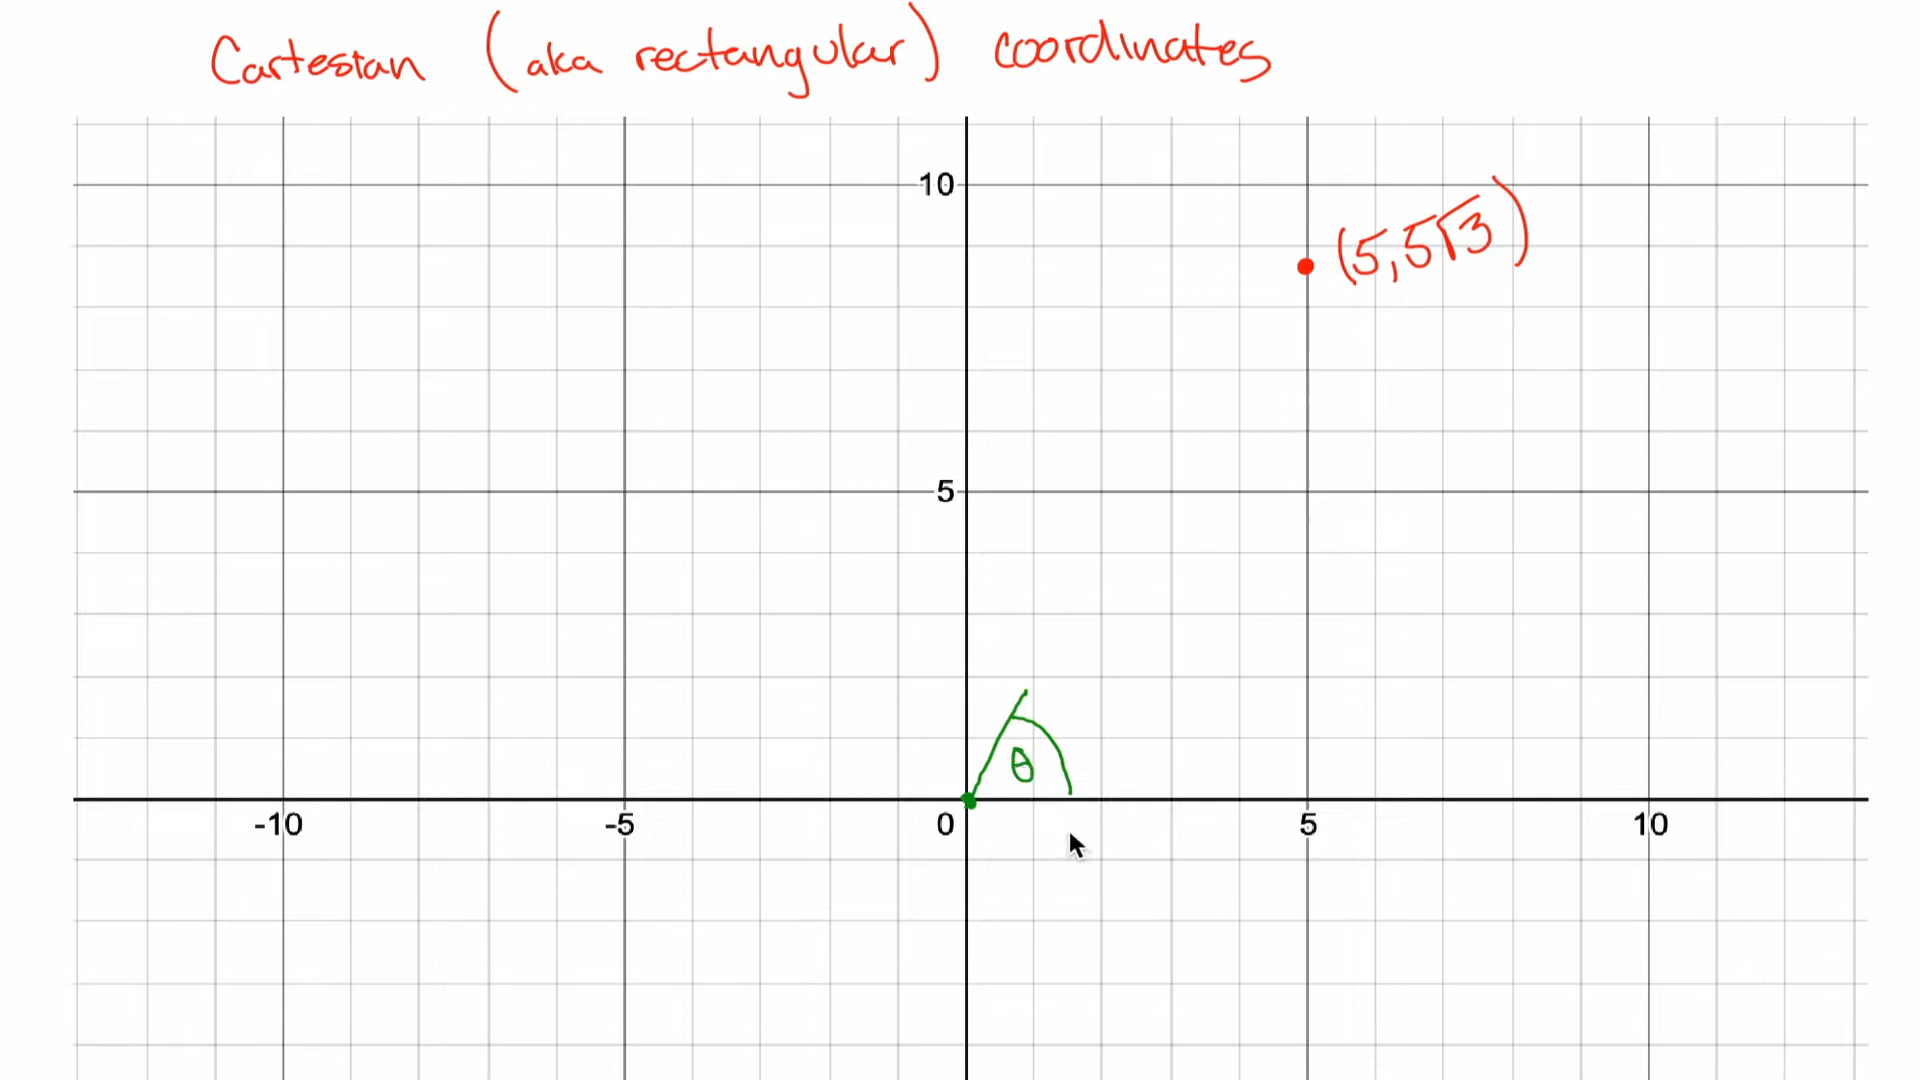 Cartesian (aka rectangular) coordinates
10
(5, 5√3)
5
θ
-10 -5 0 5 10